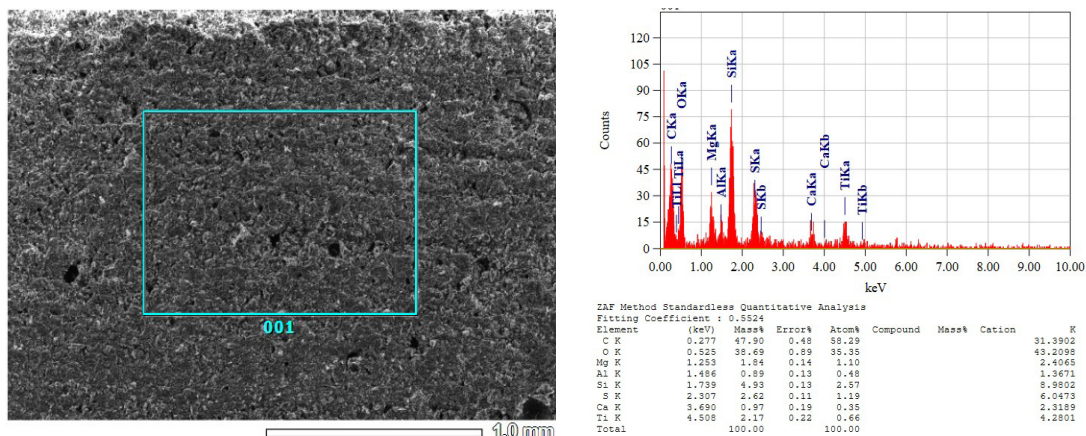 001
1.0 mm
120
105
90
75
60
45
30
15
0
Counts
CKa
OKa
TiLl
TiLa
MgKa
AlKa
SiKa
SKa
SKb
CaKa
CaKb
TiKa
TiKb
0.00 1.00 2.00 3.00 4.00 5.00 6.00 7.00 8.00 9.00 10.00
keV
ZAF Method Standardless Quantitative Analysis
Fitting Coefficient : 0.5524
Element (keV) Mass% Error% Atom% Compound Mass% Cation K
C K 0.277 47.90 0.48 58.29 31.3902
O K 0.525 38.69 0.89 35.35 43.2098
Mg K 1.253 1.84 0.14 1.10 2.4065
Al K 1.486 0.89 0.13 0.48 1.3671
Si K 1.739 4.93 0.13 2.57 8.9802
S K 2.307 2.62 0.11 1.19 6.0473
Ca K 3.690 0.97 0.19 0.35 2.3189
Ti K 4.508 2.17 0.22 0.66 4.2801
Total 100.00 100.00